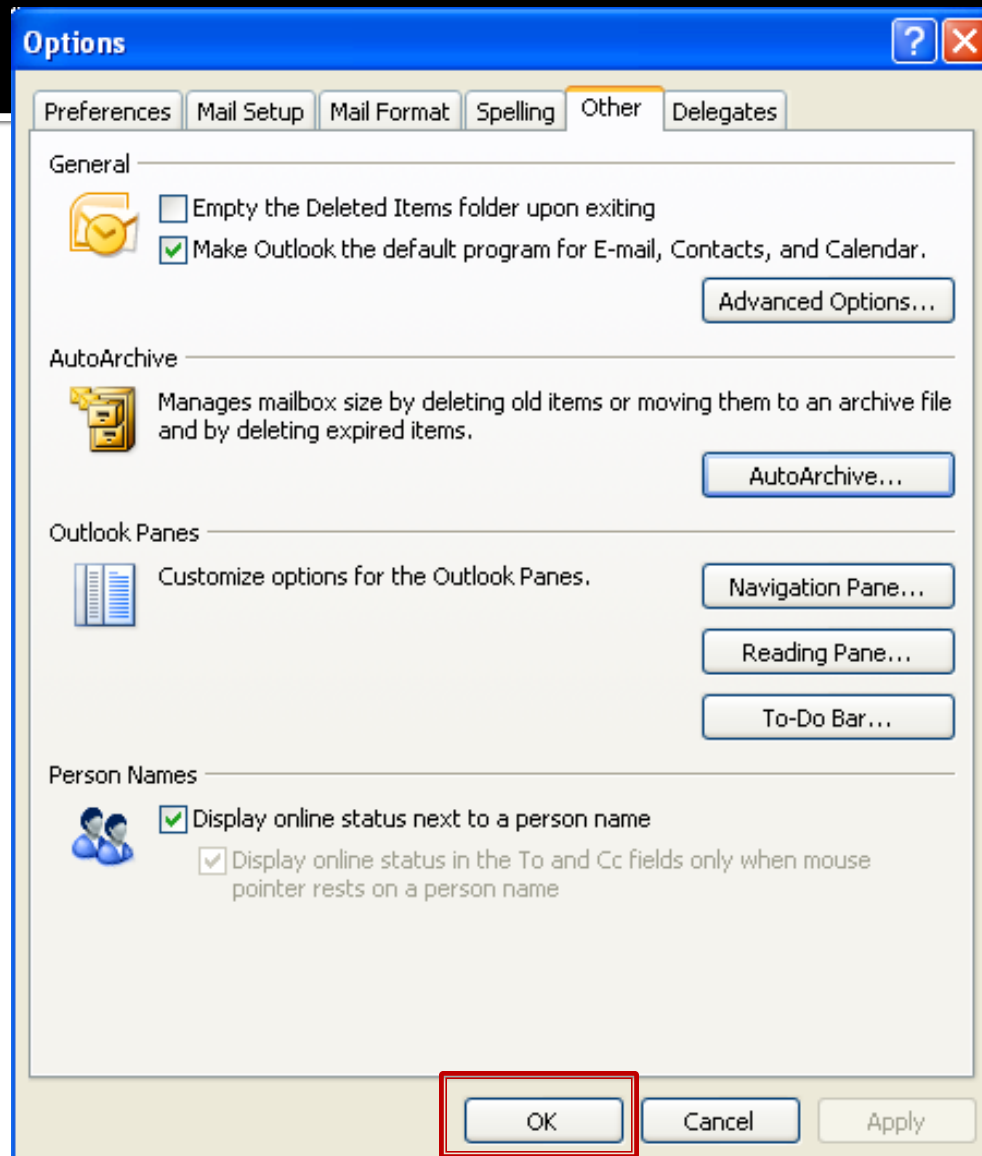 Options
Preferences Mail Setup Mail Format Spelling Other Delegates
General
Empty the Deleted Items folder upon exiting
Make Outlook the default program for E-mail, Contacts, and Calendar.
Advanced Options...
AutoArchive
Manages mailbox size by deleting old items or moving them to an archive file
and by deleting expired items.
AutoArchive...
Outlook Panes
Customize options for the Outlook Panes.
Navigation Pane...
Reading Pane...
To-Do Bar...
Person Names
Display online status next to a person name
Display online status in the To and Cc fields only when mouse
pointer rests on a person name
OK Cancel Apply